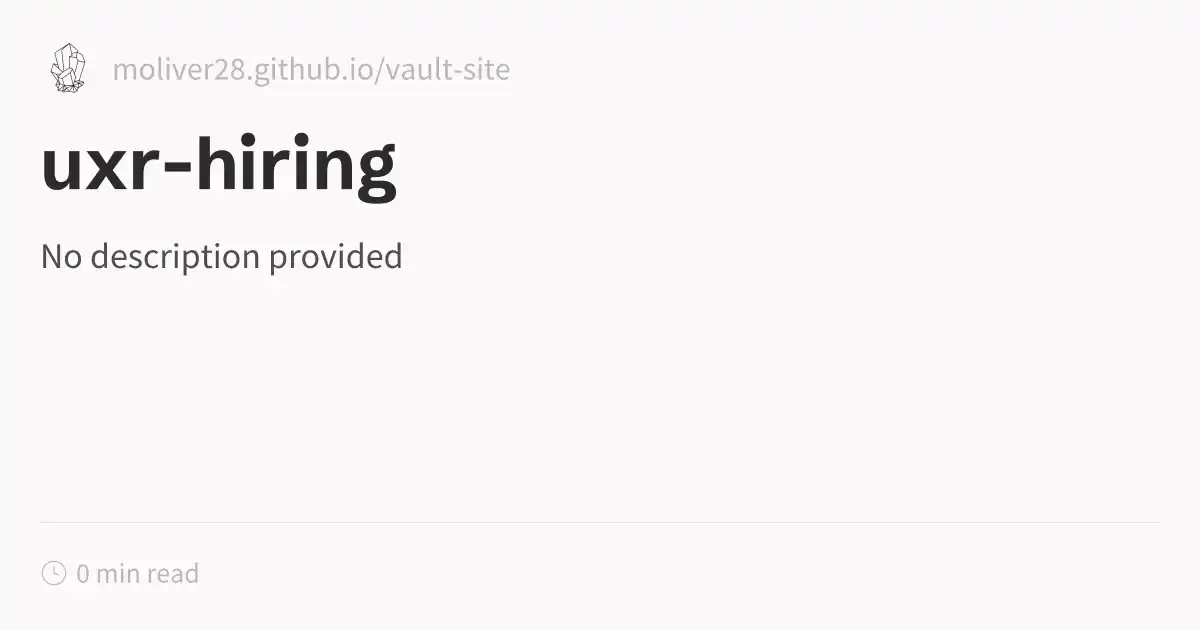 moliver28.github.io/vault-site
uxr-hiring
No description provided
0 min read